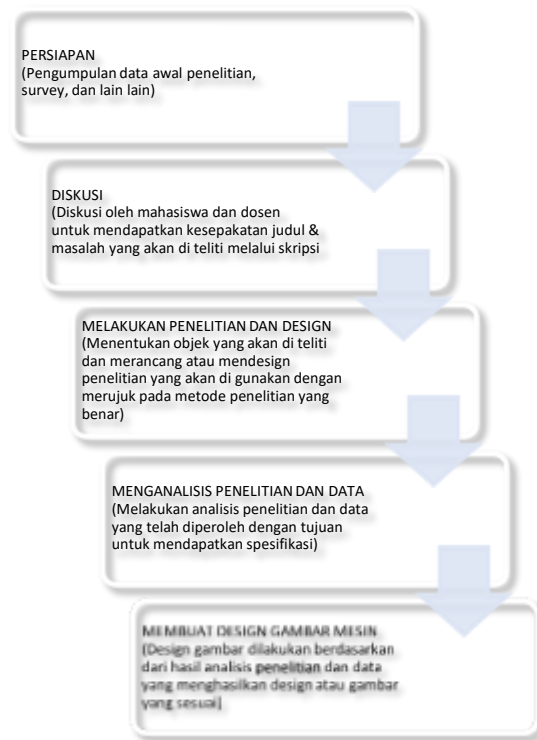 PERSIAPAN
(Pengumpulan data awal penelitian,
survey, dan lain lain)
DISKUSI
(Diskusi oleh mahasiswa dan dosen
untuk mendapatkan kesepakatan judul &
masalah yang akan di teliti melalui skripsi
MELAKUKAN PENELITIAN DAN DESIGN
(Menentukan objek yang akan di teliti
dan merancang atau mendesign
penelitian yang akan di gunakan dengan
merujuk pada metode penelitian yang
benar)
MENGANALISIS PENELITIAN DAN DATA
(Melakukan analisis penelitian dan data
yang telah diperoleh dengan tujuan
untuk mendapatkan spesifikasi)
MEMBUAT DESIGN GAMBAR MESIN
(Design gambar dilakukan berdasarkan
dari hasil analisis penelitian dan data
yang menghasilkan design atau gambar
yang sesuai)